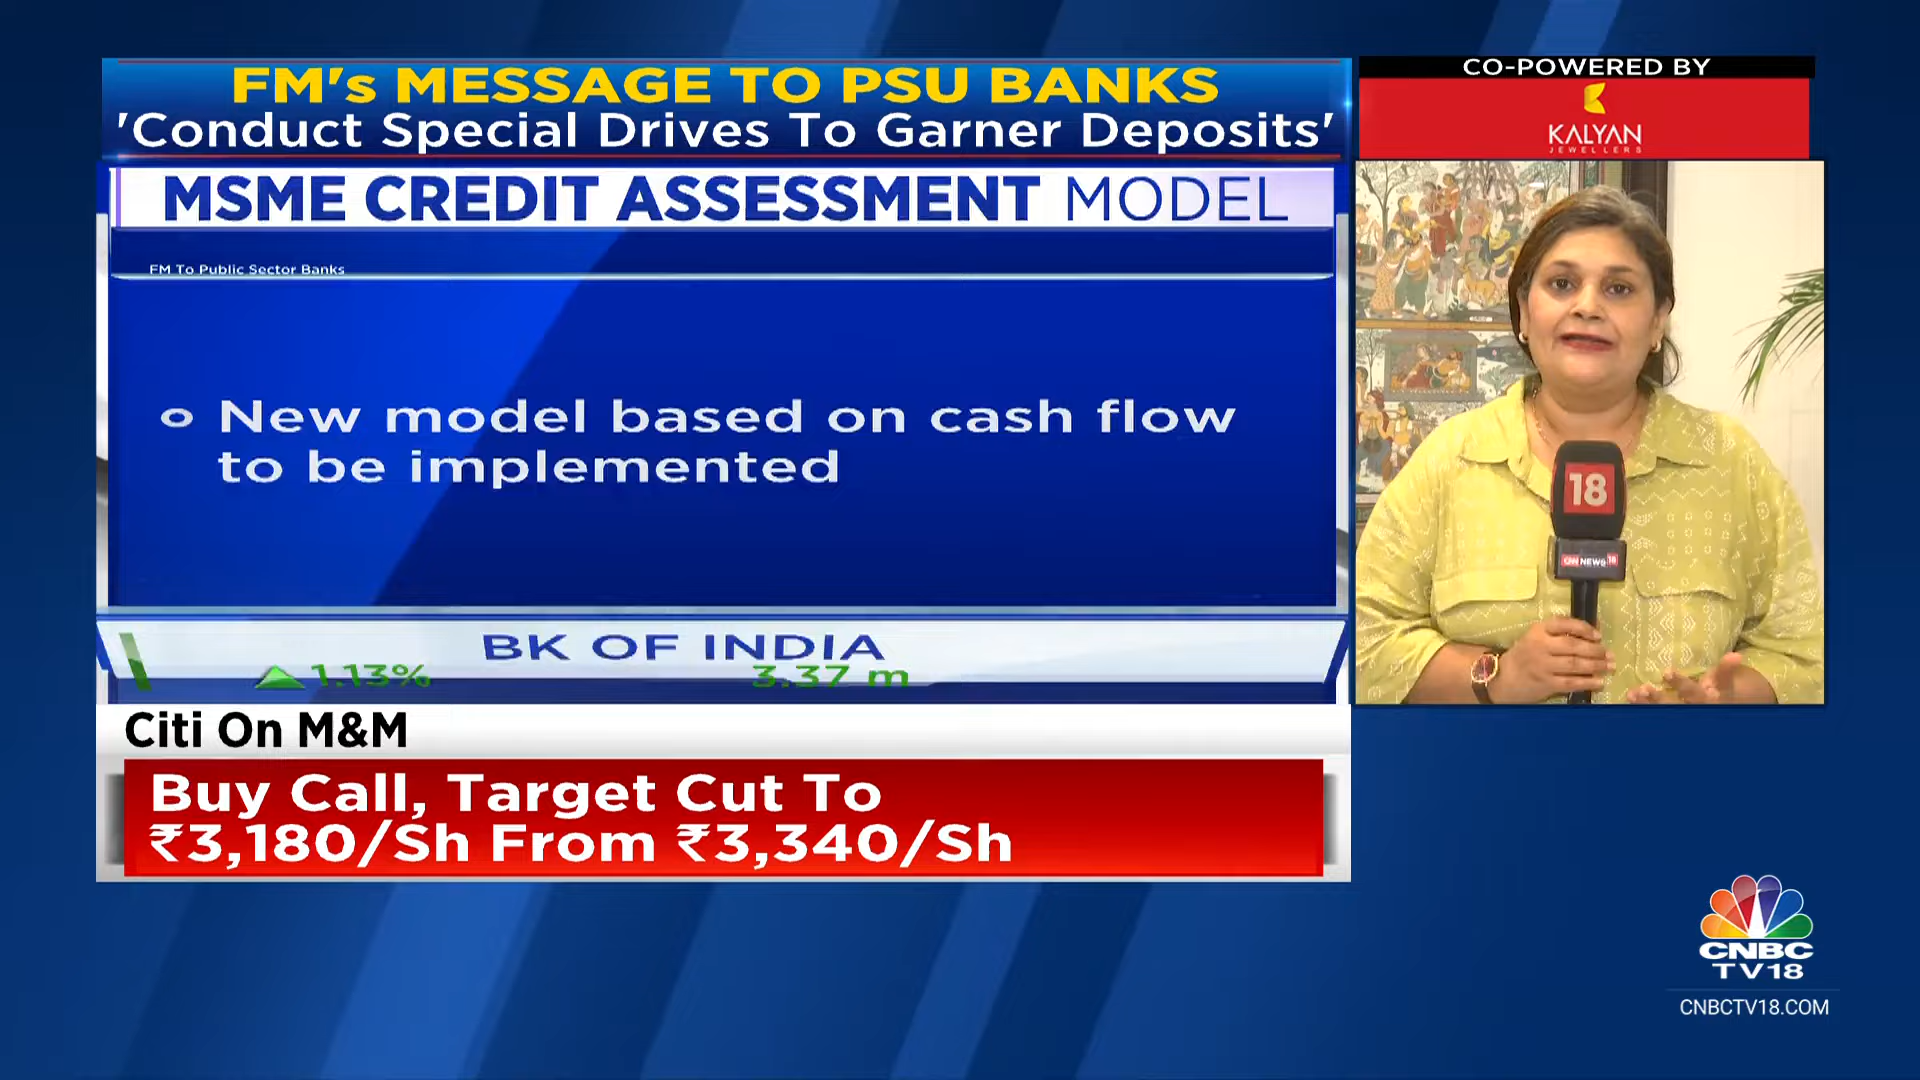 FM's MESSAGE TO PSU BANKS
'Conduct Special Drives To Garner Deposits'
CO-POWERED BY
KALYAN
JEWELLERS
MSME CREDIT ASSESSMENT MODEL
FM To Public Sector Banks
New model based on cash flow
to be implemented
18
CNN NEWS 18
BK OF INDIA
1.13% 3.37 m
Citi On M&M
Buy Call, Target Cut To
₹3,180/Sh From ₹3,340/Sh
CNBC
TV18
CNBCTV18.COM